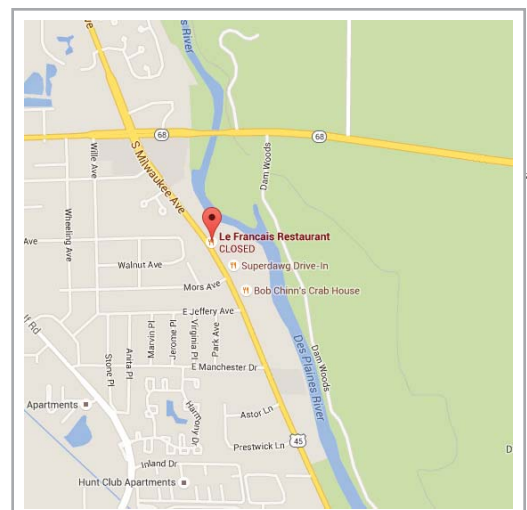 es River
68
68
S Milwaukee Ave
Wille Ave
Dam Woods
Wheeling Ave
Le Francais Restaurant
CLOSED
Ave
Superdawg Drive-In
Walnut Ave
Mors Ave
Bob Chinn's Crab House
E Jeffery Ave
Rd
Stone Pl
Anita Pl
Marvin Pl
Jerome Pl
Virginia Pl
Park Ave
E Manchester Dr
Des Plaines River
Dam Woods
Apartments
Harmony Dr
Astor Ln
45
Prestwick Ln
Inland Dr
Hunt Club Apartments
D